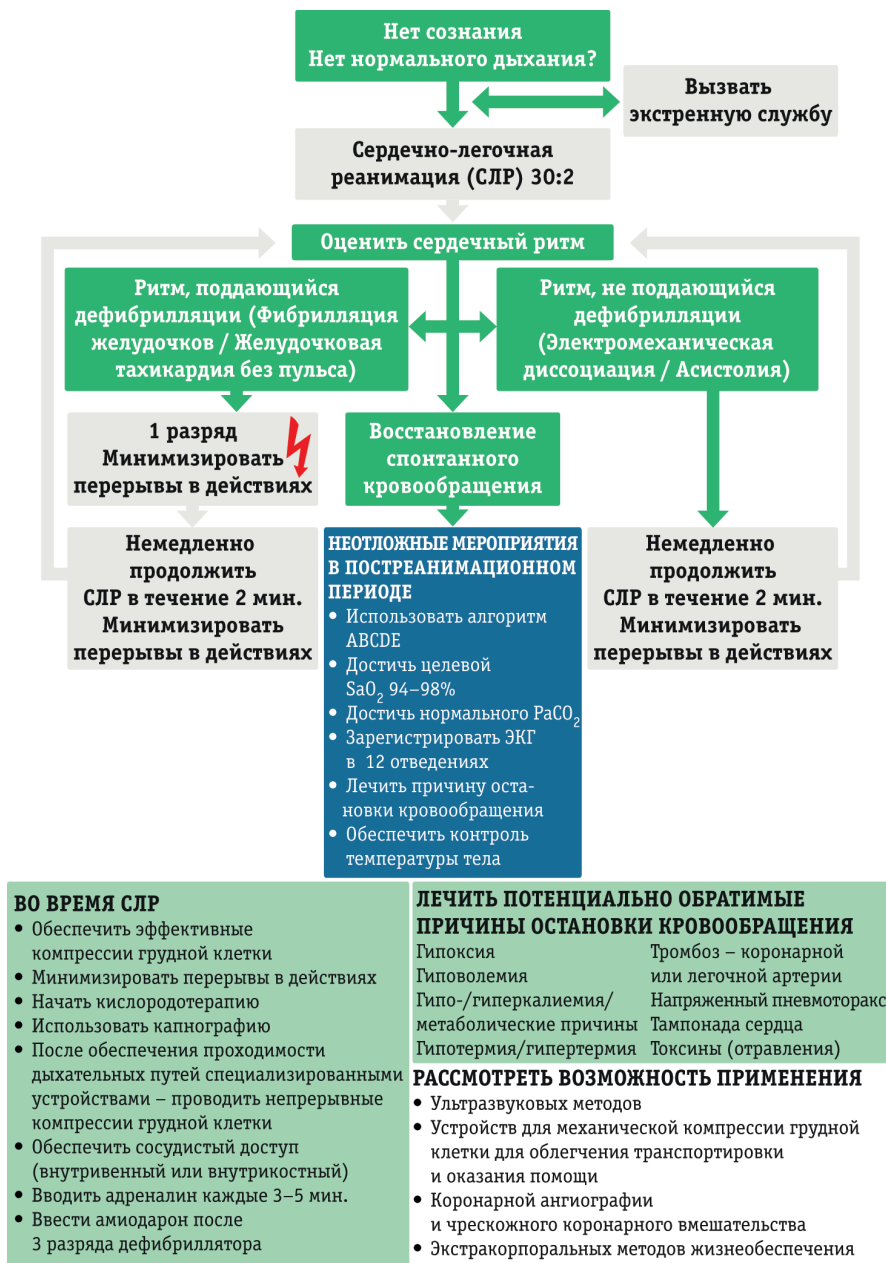 Нет сознания
Нет нормального дыхания?
Вызвать
экстренную службу
Сердечно-легочная
реанимация (СЛР) 30:2
Оценить сердечный ритм
Ритм, поддающийся
дефибрилляции (Фибрилляция
желудочков / Желудочковая
тахикардия без пульса)
Ритм, не поддающийся
дефибрилляции
(Электромеханическая
диссоциация / Асистолия)
1 разряд
Минимизировать
перерывы в действиях
Восстановление
спонтанного
кровообращения
Немедленно
продолжить
СЛР в течение 2 мин.
Минимизировать
перерывы в действиях
НЕОТЛОЖНЫЕ МЕРОПРИЯТИЯ
В ПОСТРЕАНИМАЦИОННОМ
ПЕРИОДЕ
• Использовать алгоритм
ABCDE
• Достичь целевой
SaO₂ 94–98%
• Достичь нормального PaCO₂
• Зарегистрировать ЭКГ
в 12 отведениях
• Лечить причину оста-
новки кровообращения
• Обеспечить контроль
температуры тела
Немедленно
продолжить
СЛР в течение 2 мин.
Минимизировать
перерывы в действиях
ВО ВРЕМЯ СЛР
• Обеспечить эффективные
компрессии грудной клетки
• Минимизировать перерывы в действиях
• Начать кислородотерапию
• Использовать капнографию
• После обеспечения проходимости
дыхательных путей специализированными
устройствами – проводить непрерывные
компрессии грудной клетки
• Обеспечить сосудистый доступ
(внутривенный или внутрикостный)
• Вводить адреналин каждые 3–5 мин.
• Ввести амиодарон после
3 разряда дефибриллятора
ЛЕЧИТЬ ПОТЕНЦИАЛЬНО ОБРАТИМЫЕ
ПРИЧИНЫ ОСТАНОВКИ КРОВООБРАЩЕНИЯ
Гипоксия
Гиповолемия
Гипо-/гиперкалиемия/
метаболические причины
Гипотермия/гипертермия
Тромбоз – коронарной
или легочной артерии
Напряженный пневмоторакс
Тампонада сердца
Токсины (отравления)
РАССМОТРЕТЬ ВОЗМОЖНОСТЬ ПРИМЕНЕНИЯ
• Ультразвуковых методов
• Устройств для механической компрессии грудной
клетки для облегчения транспортировки
и оказания помощи
• Коронарной ангиографии
и чрескожного коронарного вмешательства
• Экстракорпоральных методов жизнеобеспечения